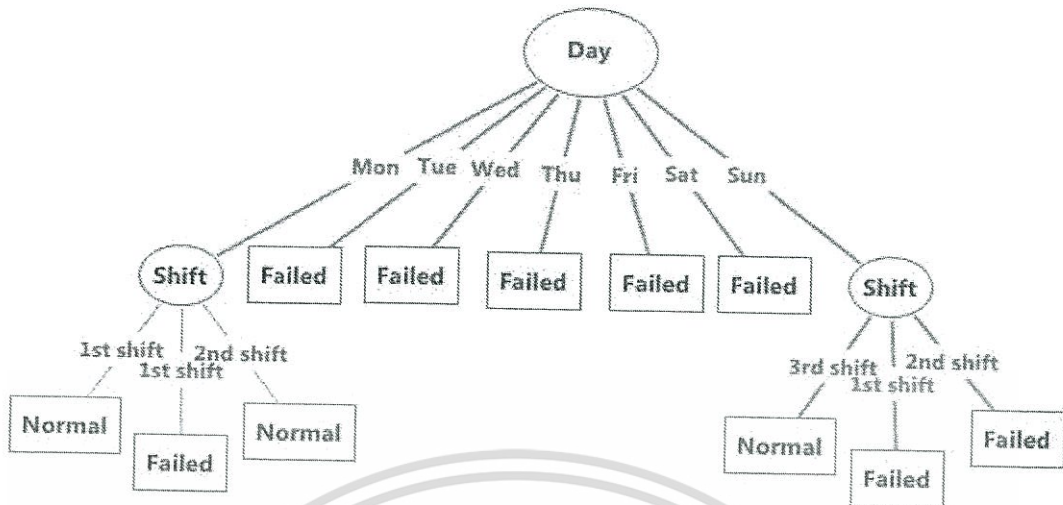 Day
Mon Tue Wed Thu Fri Sat Sun
Shift Failed Failed Failed Failed Failed Shift
1st shift 1st shift 2nd shift 3rd shift 1st shift 2nd shift
Normal Failed Normal Normal Failed Failed